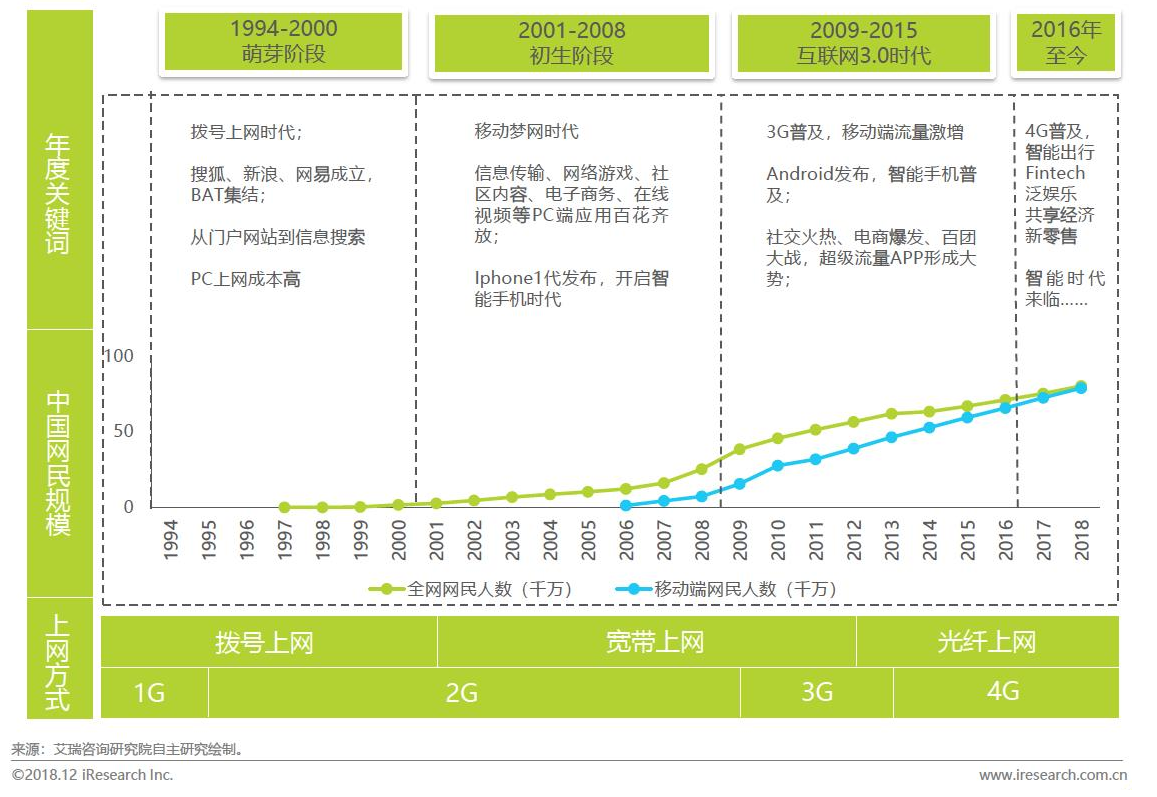 1994-2000
萌芽阶段
2001-2008
初生阶段
2009-2015
互联网3.0时代
2016年
至今
年度关键词
拨号上网时代；
搜狐、新浪、网易成立，
BAT集结；
从门户网站到信息搜索
PC上网成本高
移动梦网时代
信息传输、网络游戏、社
区内容、电子商务、在线
视频等PC端应用百花齐
放；
Iphone1代发布，开启智
能手机时代
3G普及，移动端流量激增
Android发布，智能手机普
及；
社交火热、电商爆发、百团
大战，超级流量APP形成大
势；
4G普及，
智能出行
Fintech
泛娱乐
共享经济
新零售
智能时代
来临……
中国网民规模
100
50
0
1994
1995
1996
1997
1998
1999
2000
2001
2002
2003
2004
2005
2006
2007
2008
2009
2010
2011
2012
2013
2014
2015
2016
2017
2018
全网网民人数（千万）
移动端网民人数（千万）
上网方式
拨号上网
宽带上网
光纤上网
1G
2G
3G
4G
来源：艾瑞咨询研究院自主研究绘制。
©2018.12 iResearch Inc.
www.iresearch.com.cn